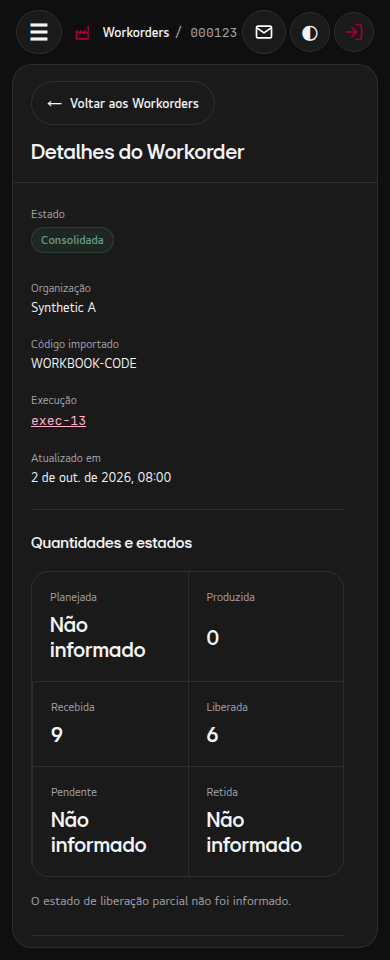 Workorders / 000123
← Voltar aos Workorders
Detalhes do Workorder
Estado
Consolidada
Organização
Synthetic A
Código importado
WORKBOOK-CODE
Execução
exec-13
Atualizado em
2 de out. de 2026, 08:00
Quantidades e estados
Planejada
Não
informado
Produzida
0
Recebida
9
Liberada
6
Pendente
Não
informado
Retida
Não
informado
O estado de liberação parcial não foi informado.